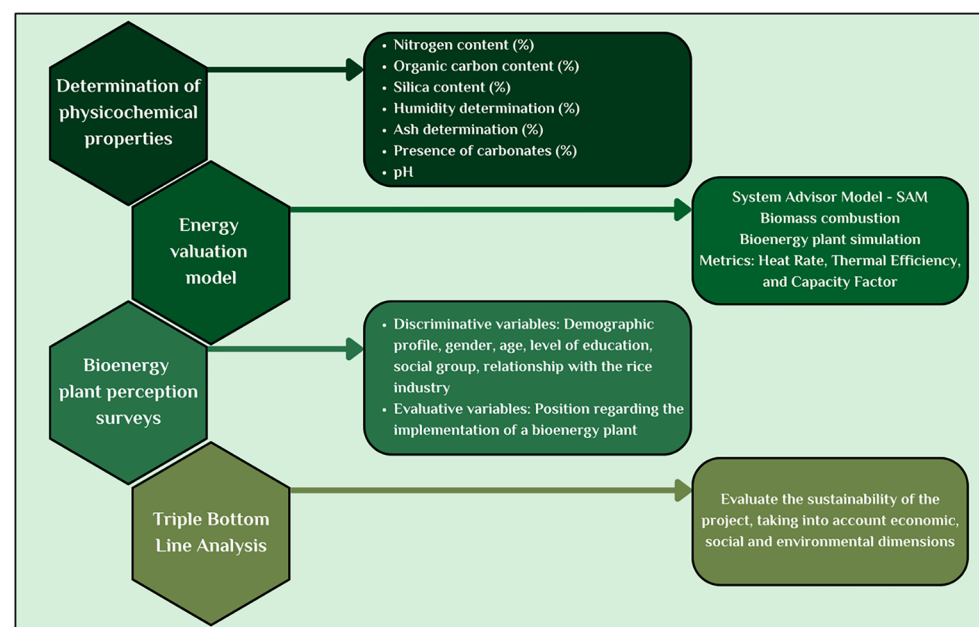 Determination of
physicochemical
properties
• Nitrogen content (%)
• Organic carbon content (%)
• Silica content (%)
• Humidity determination (%)
• Ash determination (%)
• Presence of carbonates (%)
• pH
Energy
valuation
model
System Advisor Model - SAM
Biomass combustion
Bioenergy plant simulation
Metrics: Heat Rate, Thermal Efficiency,
and Capacity Factor
Bioenergy
plant perception
surveys
• Discriminative variables: Demographic
profile, gender, age, level of education,
social group, relationship with the rice
industry
• Evaluative variables: Position regarding the
implementation of a bioenergy plant
Triple Bottom
Line Analysis
Evaluate the sustainability of the
project, taking into account economic,
social and environmental dimensions